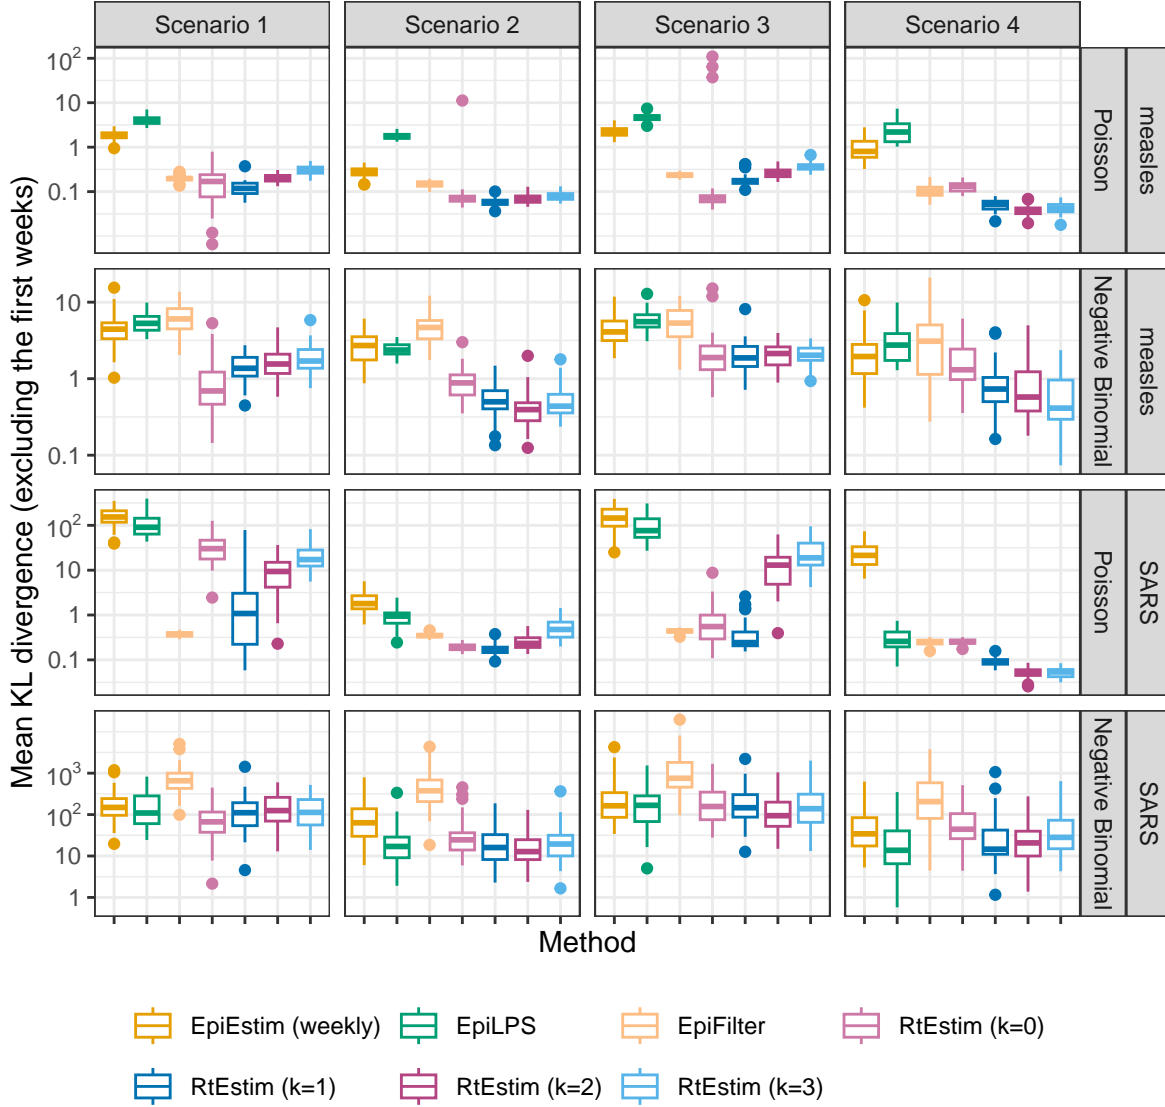 Scenario 1
Scenario 2
Scenario 3
Scenario 4
Mean KL divergence (excluding the first weeks)
10²
10
1
0.1
Poisson
measles
10
1
0.1
Negative Binomial
measles
10²
10
1
0.1
Poisson
SARS
10³
10²
10
1
Negative Binomial
SARS
Method
EpiEstim (weekly)
EpiLPS
EpiFilter
RtEstim (k=0)
RtEstim (k=1)
RtEstim (k=2)
RtEstim (k=3)